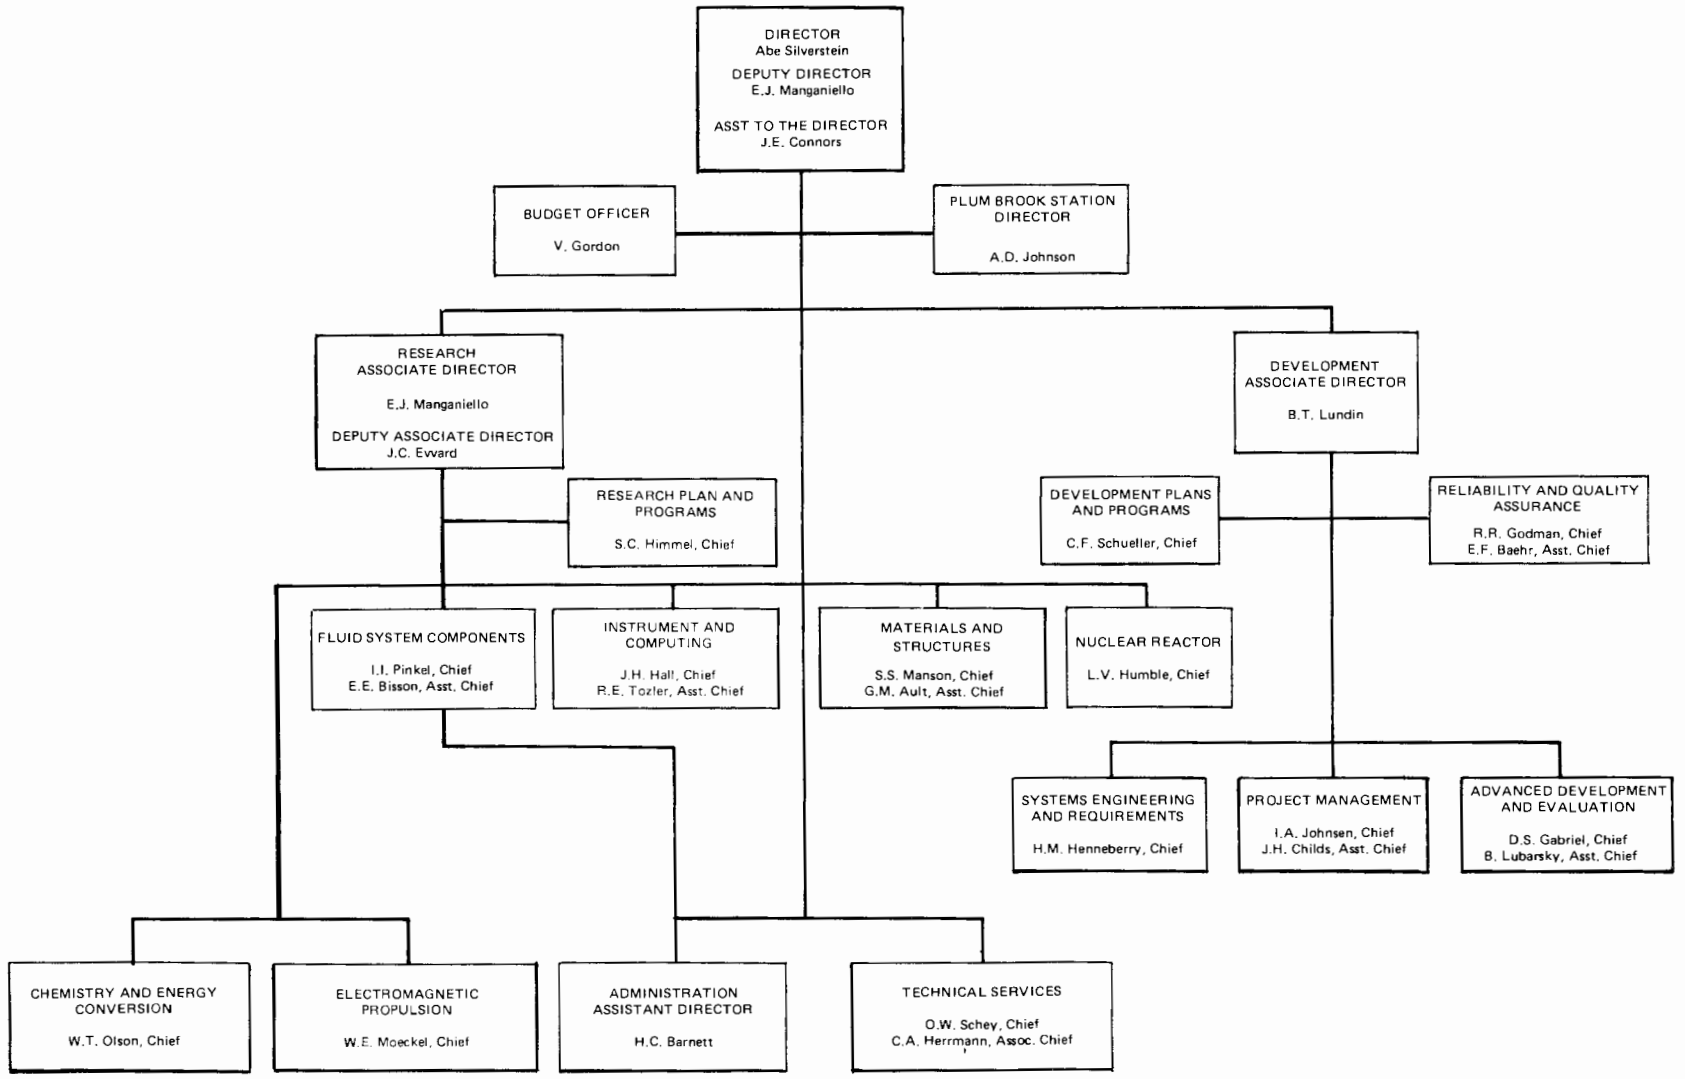 DIRECTOR
Abe Silverstein
DEPUTY DIRECTOR
E.J. Manganiello
ASST TO THE DIRECTOR
J.E. Connors
BUDGET OFFICER
V. Gordon
PLUM BROOK STATION
DIRECTOR
A.D. Johnson
RESEARCH
ASSOCIATE DIRECTOR
E.J. Manganiello
DEPUTY ASSOCIATE DIRECTOR
J.C. Evvard
DEVELOPMENT
ASSOCIATE DIRECTOR
B.T. Lundin
RESEARCH PLAN AND
PROGRAMS
S.C. Himmel, Chief
DEVELOPMENT PLANS
AND PROGRAMS
C.F. Schueller, Chief
RELIABILITY AND QUALITY
ASSURANCE
R.R. Godman, Chief
E.F. Baehr, Asst. Chief
FLUID SYSTEM COMPONENTS
I.I. Pinkel, Chief
E.E. Bisson, Asst. Chief
INSTRUMENT AND
COMPUTING
J.H. Hall, Chief
R.E. Tozler, Asst. Chief
MATERIALS AND
STRUCTURES
S.S. Manson, Chief
G.M. Ault, Asst. Chief
NUCLEAR REACTOR
L.V. Humble, Chief
SYSTEMS ENGINEERING
AND REQUIREMENTS
H.M. Henneberry, Chief
PROJECT MANAGEMENT
I.A. Johnsen, Chief
J.H. Childs, Asst. Chief
ADVANCED DEVELOPMENT
AND EVALUATION
D.S. Gabriel, Chief
B. Lubarsky, Asst. Chief
CHEMISTRY AND ENERGY
CONVERSION
W.T. Olson, Chief
ELECTROMAGNETIC
PROPULSION
W.E. Moeckel, Chief
ADMINISTRATION
ASSISTANT DIRECTOR
H.C. Barnett
TECHNICAL SERVICES
O.W. Schey, Chief
C.A. Herrmann, Assoc. Chief